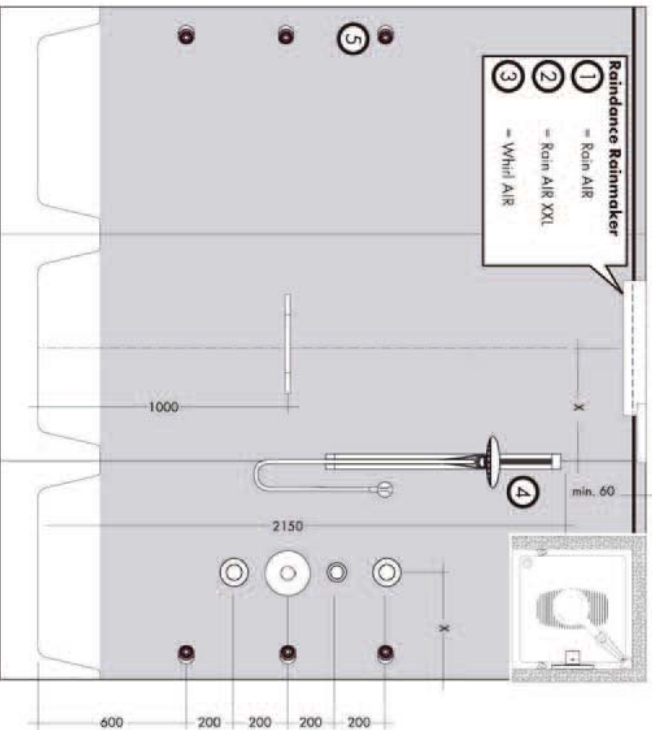 Raindance Rainmaker
1 = Rain AIR
2 = Rain AIR XXL
3 = Whirl AIR
5
4
min. 60
X
1000
2150
X
600
200
200
200
200